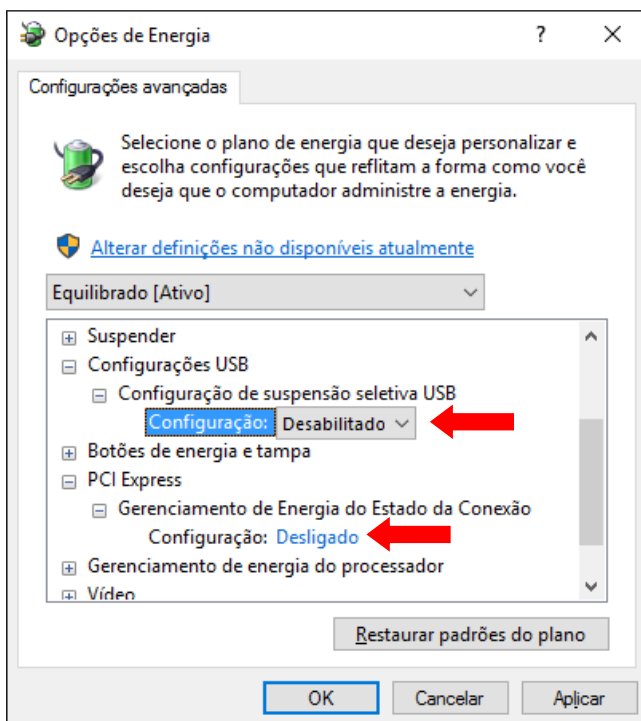 Opções de Energia
?
Configurações avançadas
Selecione o plano de energia que deseja personalizar e
escolha configurações que reflitam a forma como você
deseja que o computador administre a energia.
Alterar definições não disponíveis atualmente
Equilibrado [Ativo]
Suspender
Configurações USB
Configuração de suspensão seletiva USB
Configuração: Desabilitado
Botões de energia e tampa
PCI Express
Gerenciamento de Energia do Estado da Conexão
Configuração: Desligado
Gerenciamento de energia do processador
Vídeo
Restaurar padrões do plano
OK Cancelar Aplicar